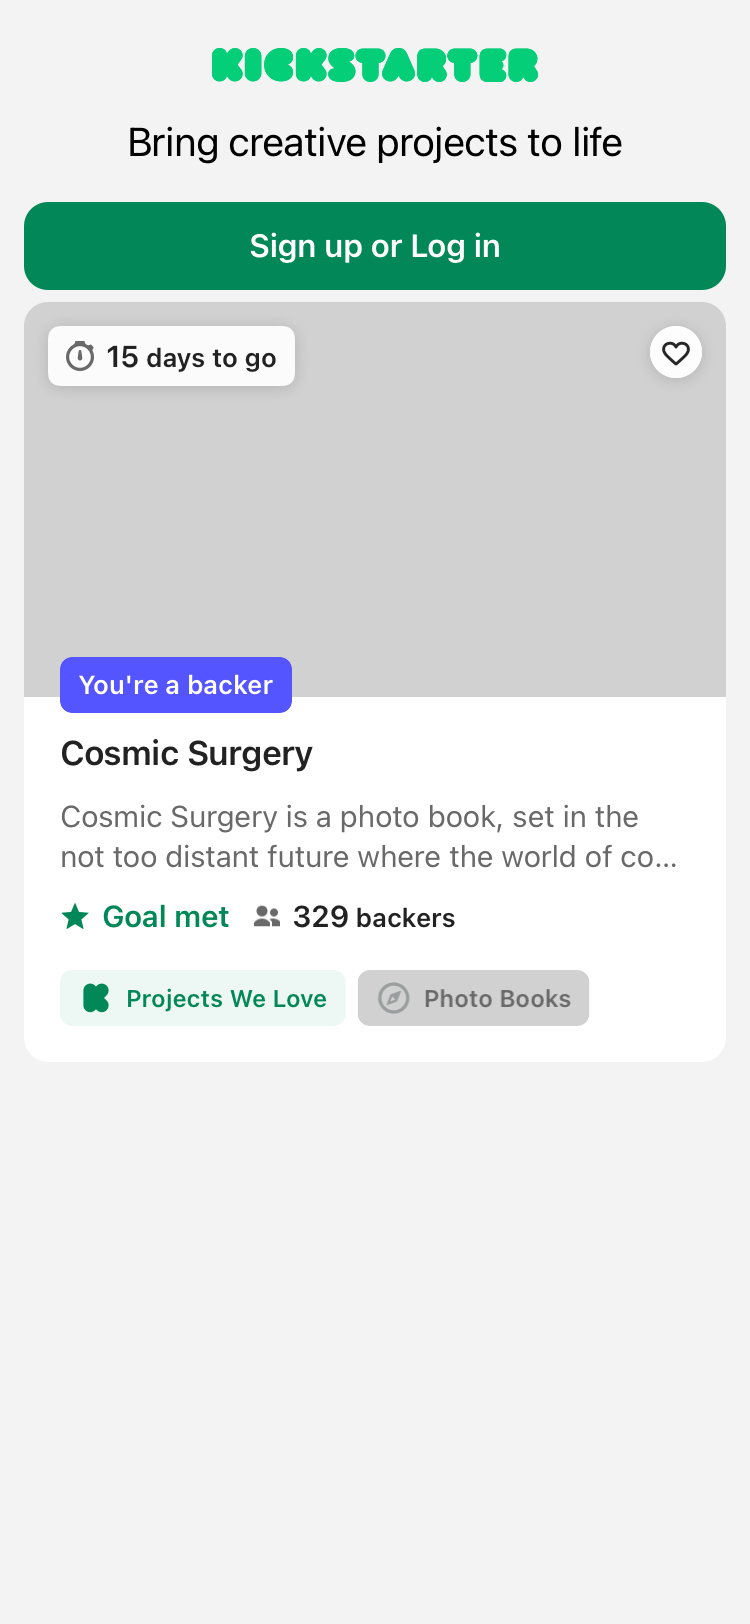 KICKSTARTER
Bring creative projects to life
Sign up or Log in
15 days to go
You're a backer
Cosmic Surgery
Cosmic Surgery is a photo book, set in the
not too distant future where the world of co...
Goal met 329 backers
Projects We Love Photo Books